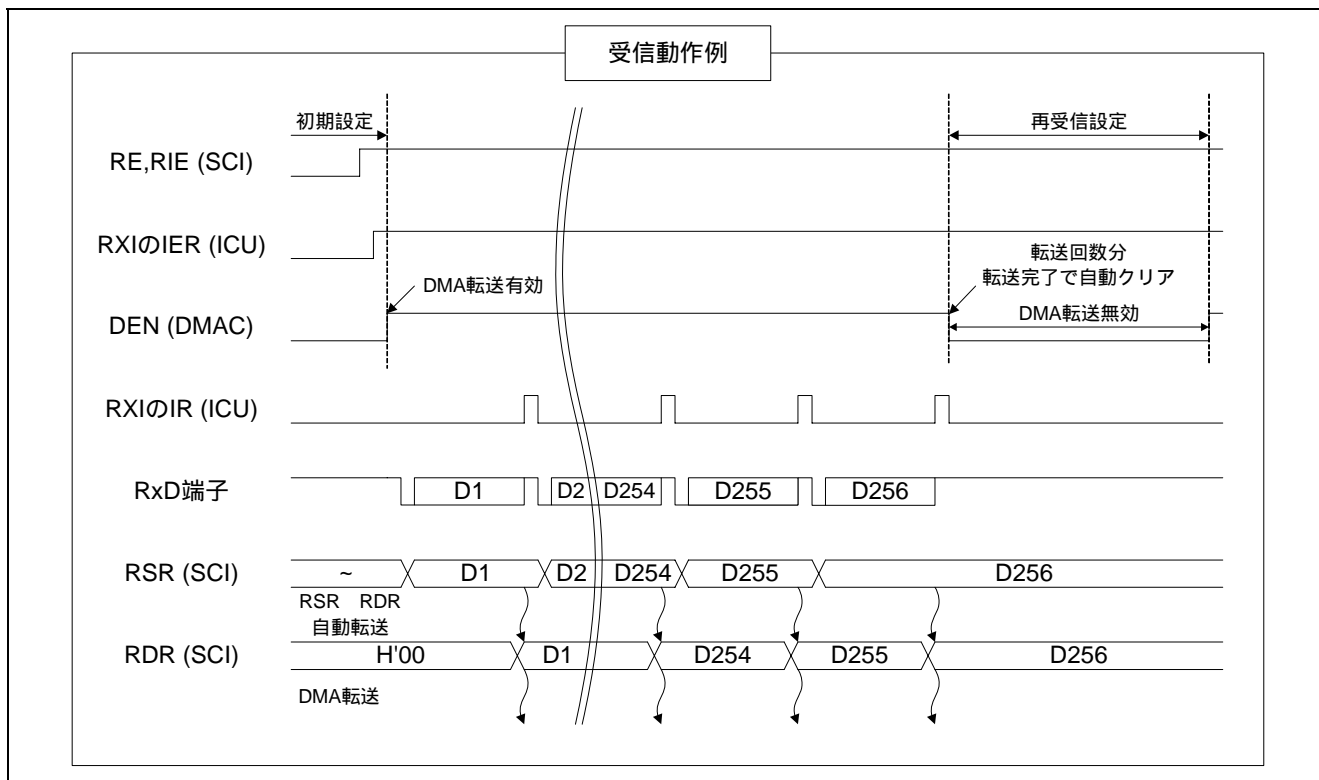 受信動作例
初期設定
再受信設定
RE,RIE (SCI)
RXIのIER (ICU)
転送回数分
転送完了で自動クリア
DMA転送有効
DEN (DMAC)
DMA転送無効
RXIのIR (ICU)
RxD端子
D1
D2
D254
D255
D256
RSR (SCI)
~
D1
D2
D254
D255
D256
RSR RDR
自動転送
RDR (SCI)
H'00
D1
D254
D255
D256
DMA転送